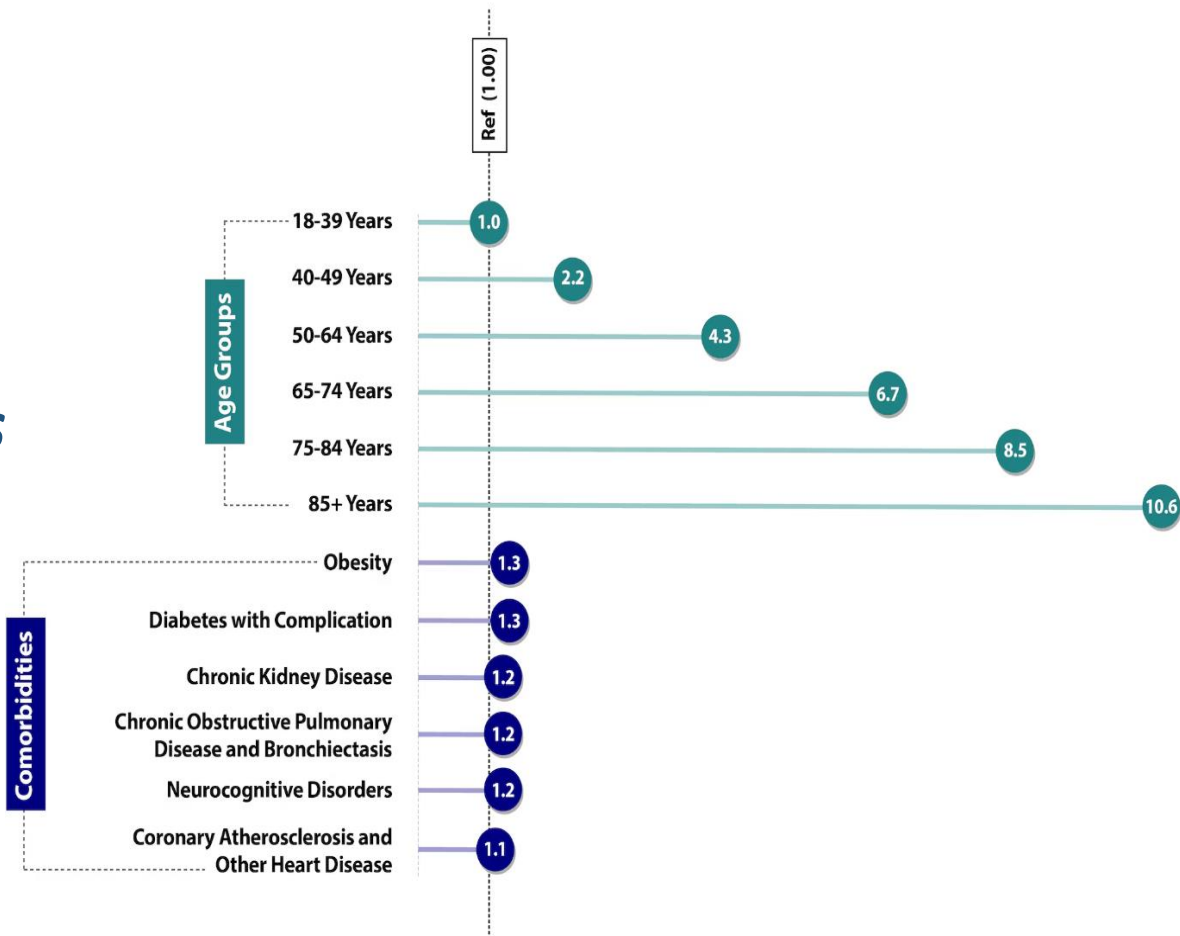 Ref (1.00)
Age Groups
18-39 Years
1.0
40-49 Years
2.2
50-64 Years
4.3
65-74 Years
6.7
75-84 Years
8.5
85+ Years
10.6
Comorbidities
Obesity
1.3
Diabetes with Complication
1.3
Chronic Kidney Disease
1.2
Chronic Obstructive Pulmonary
Disease and Bronchiectasis
1.2
Neurocognitive Disorders
1.2
Coronary Atherosclerosis and
Other Heart Disease
1.1